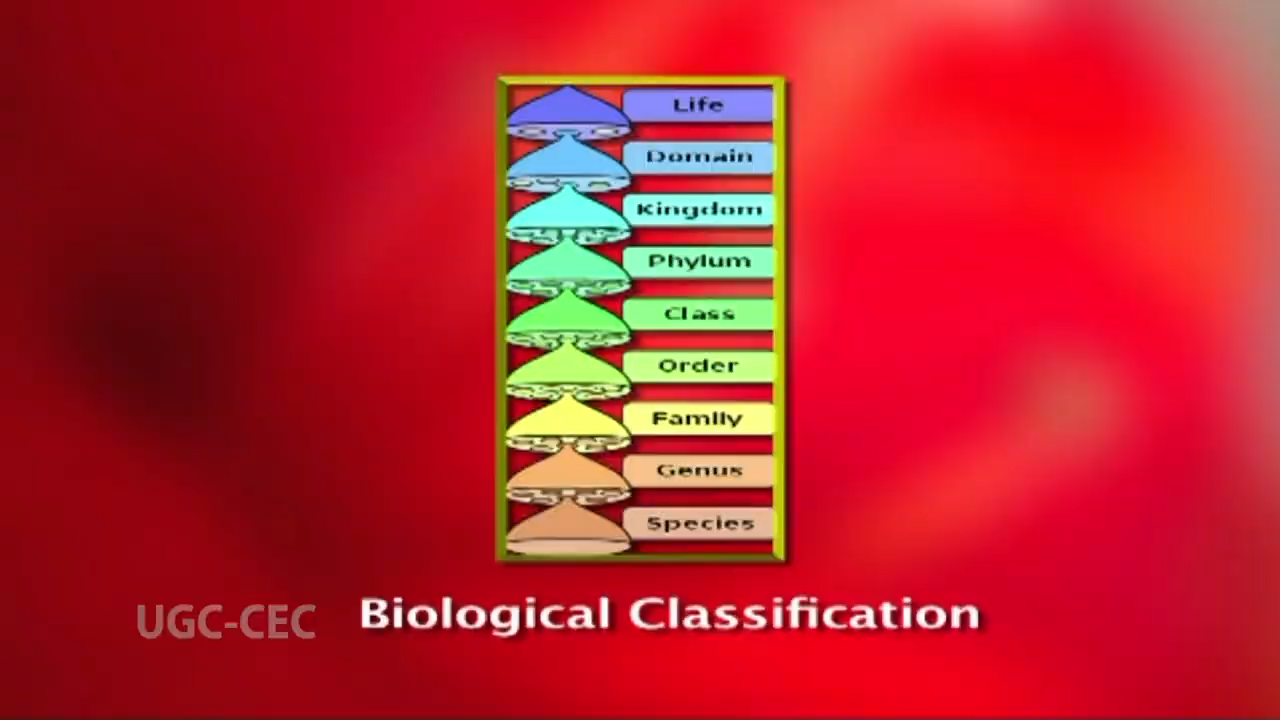 Life
Domain
Kingdom
Phylum
Class
Order
Family
Genus
Species
UGC-CEC
Biological Classification